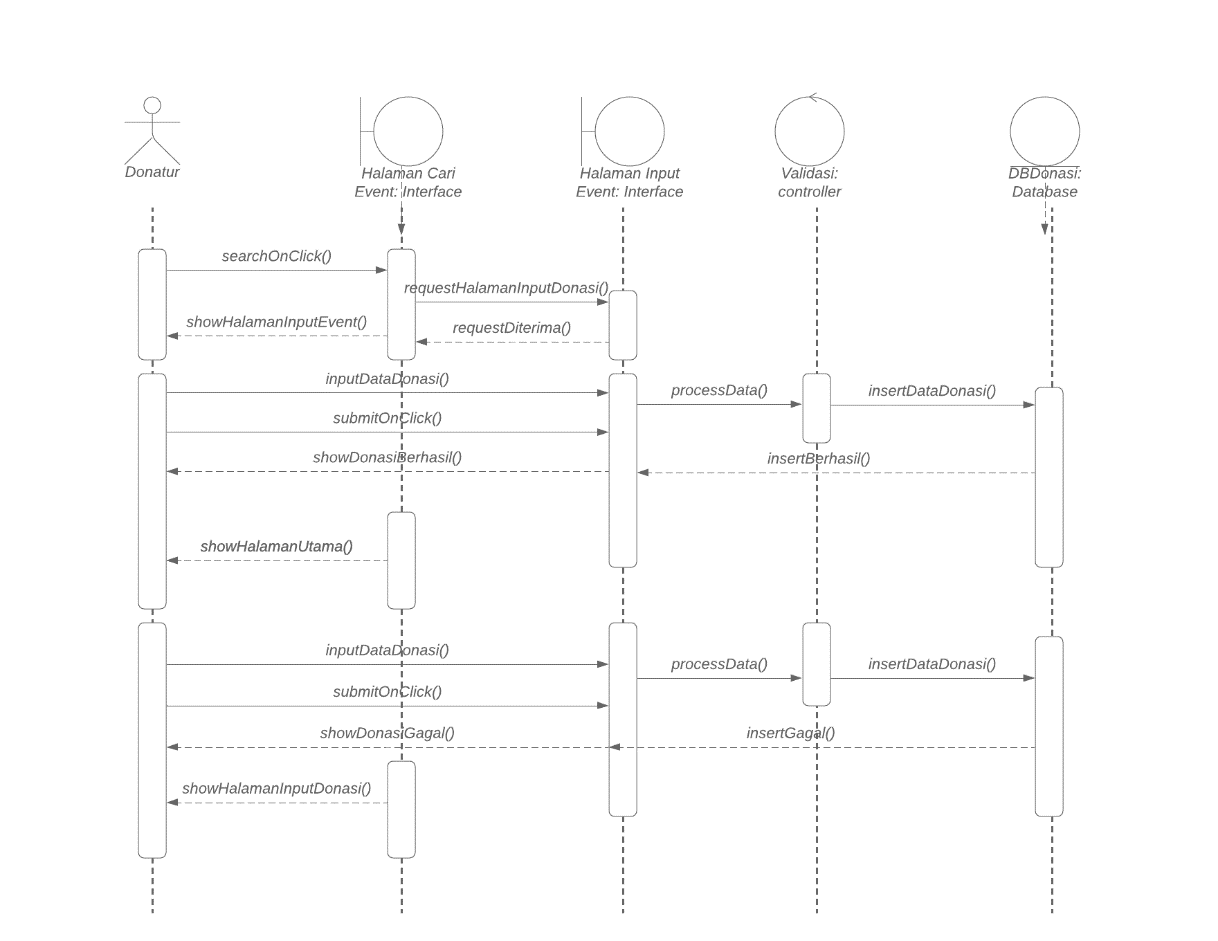 Donatur
Halaman Cari
Event: Interface
Halaman Input
Event: Interface
Validasi:
controller
DBDonasi:
Database
searchOnClick()
requestHalamanInputDonasi()
showHalamanInputEvent()
requestDiterima()
inputDataDonasi()
processData()
insertDataDonasi()
submitOnClick()
showDonasiBerhasil()
insertBerhasil()
showHalamanUtama()
inputDataDonasi()
processData()
insertDataDonasi()
submitOnClick()
showDonasiGagal()
insertGagal()
showHalamanInputDonasi()